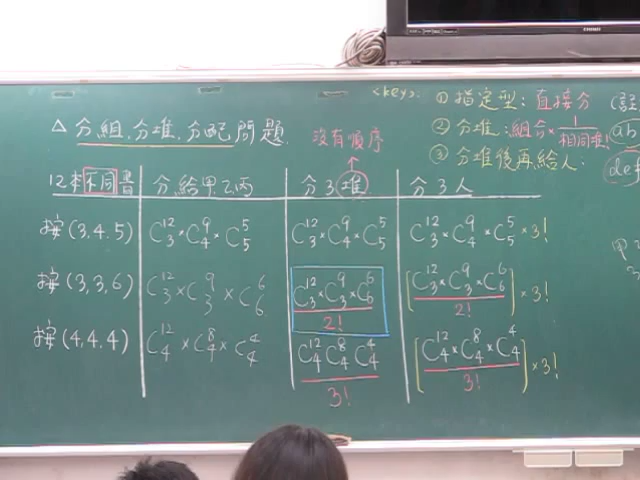 <key>:
① 指定型: 直接分 (註
② 分堆: 組分×1/相同堆!
③ 分堆後再給人:
ab
def
△ 分組.分堆.分配問題.
沒有順序
12本不同書 分給甲乙丙 分3堆 分3人
按(3,4,5) C¹²₃×C⁹₄×C⁵₅ C¹²₃×C⁹₄×C⁵₅ C¹²₃×C⁹₄×C⁵₅×3!
按(3,3,6) C¹²₃×C⁹₃×C⁶₆ C¹²₃×C⁹₃×C⁶₆/2! [C¹²₃×C⁹₃×C⁶₆/2!]×3!
按(4,4,4) C¹²₄×C⁸₄×C⁴₄ C¹²₄C⁸₄C⁴₄/3! [C¹²₄×C⁸₄×C⁴₄/3!]×3!